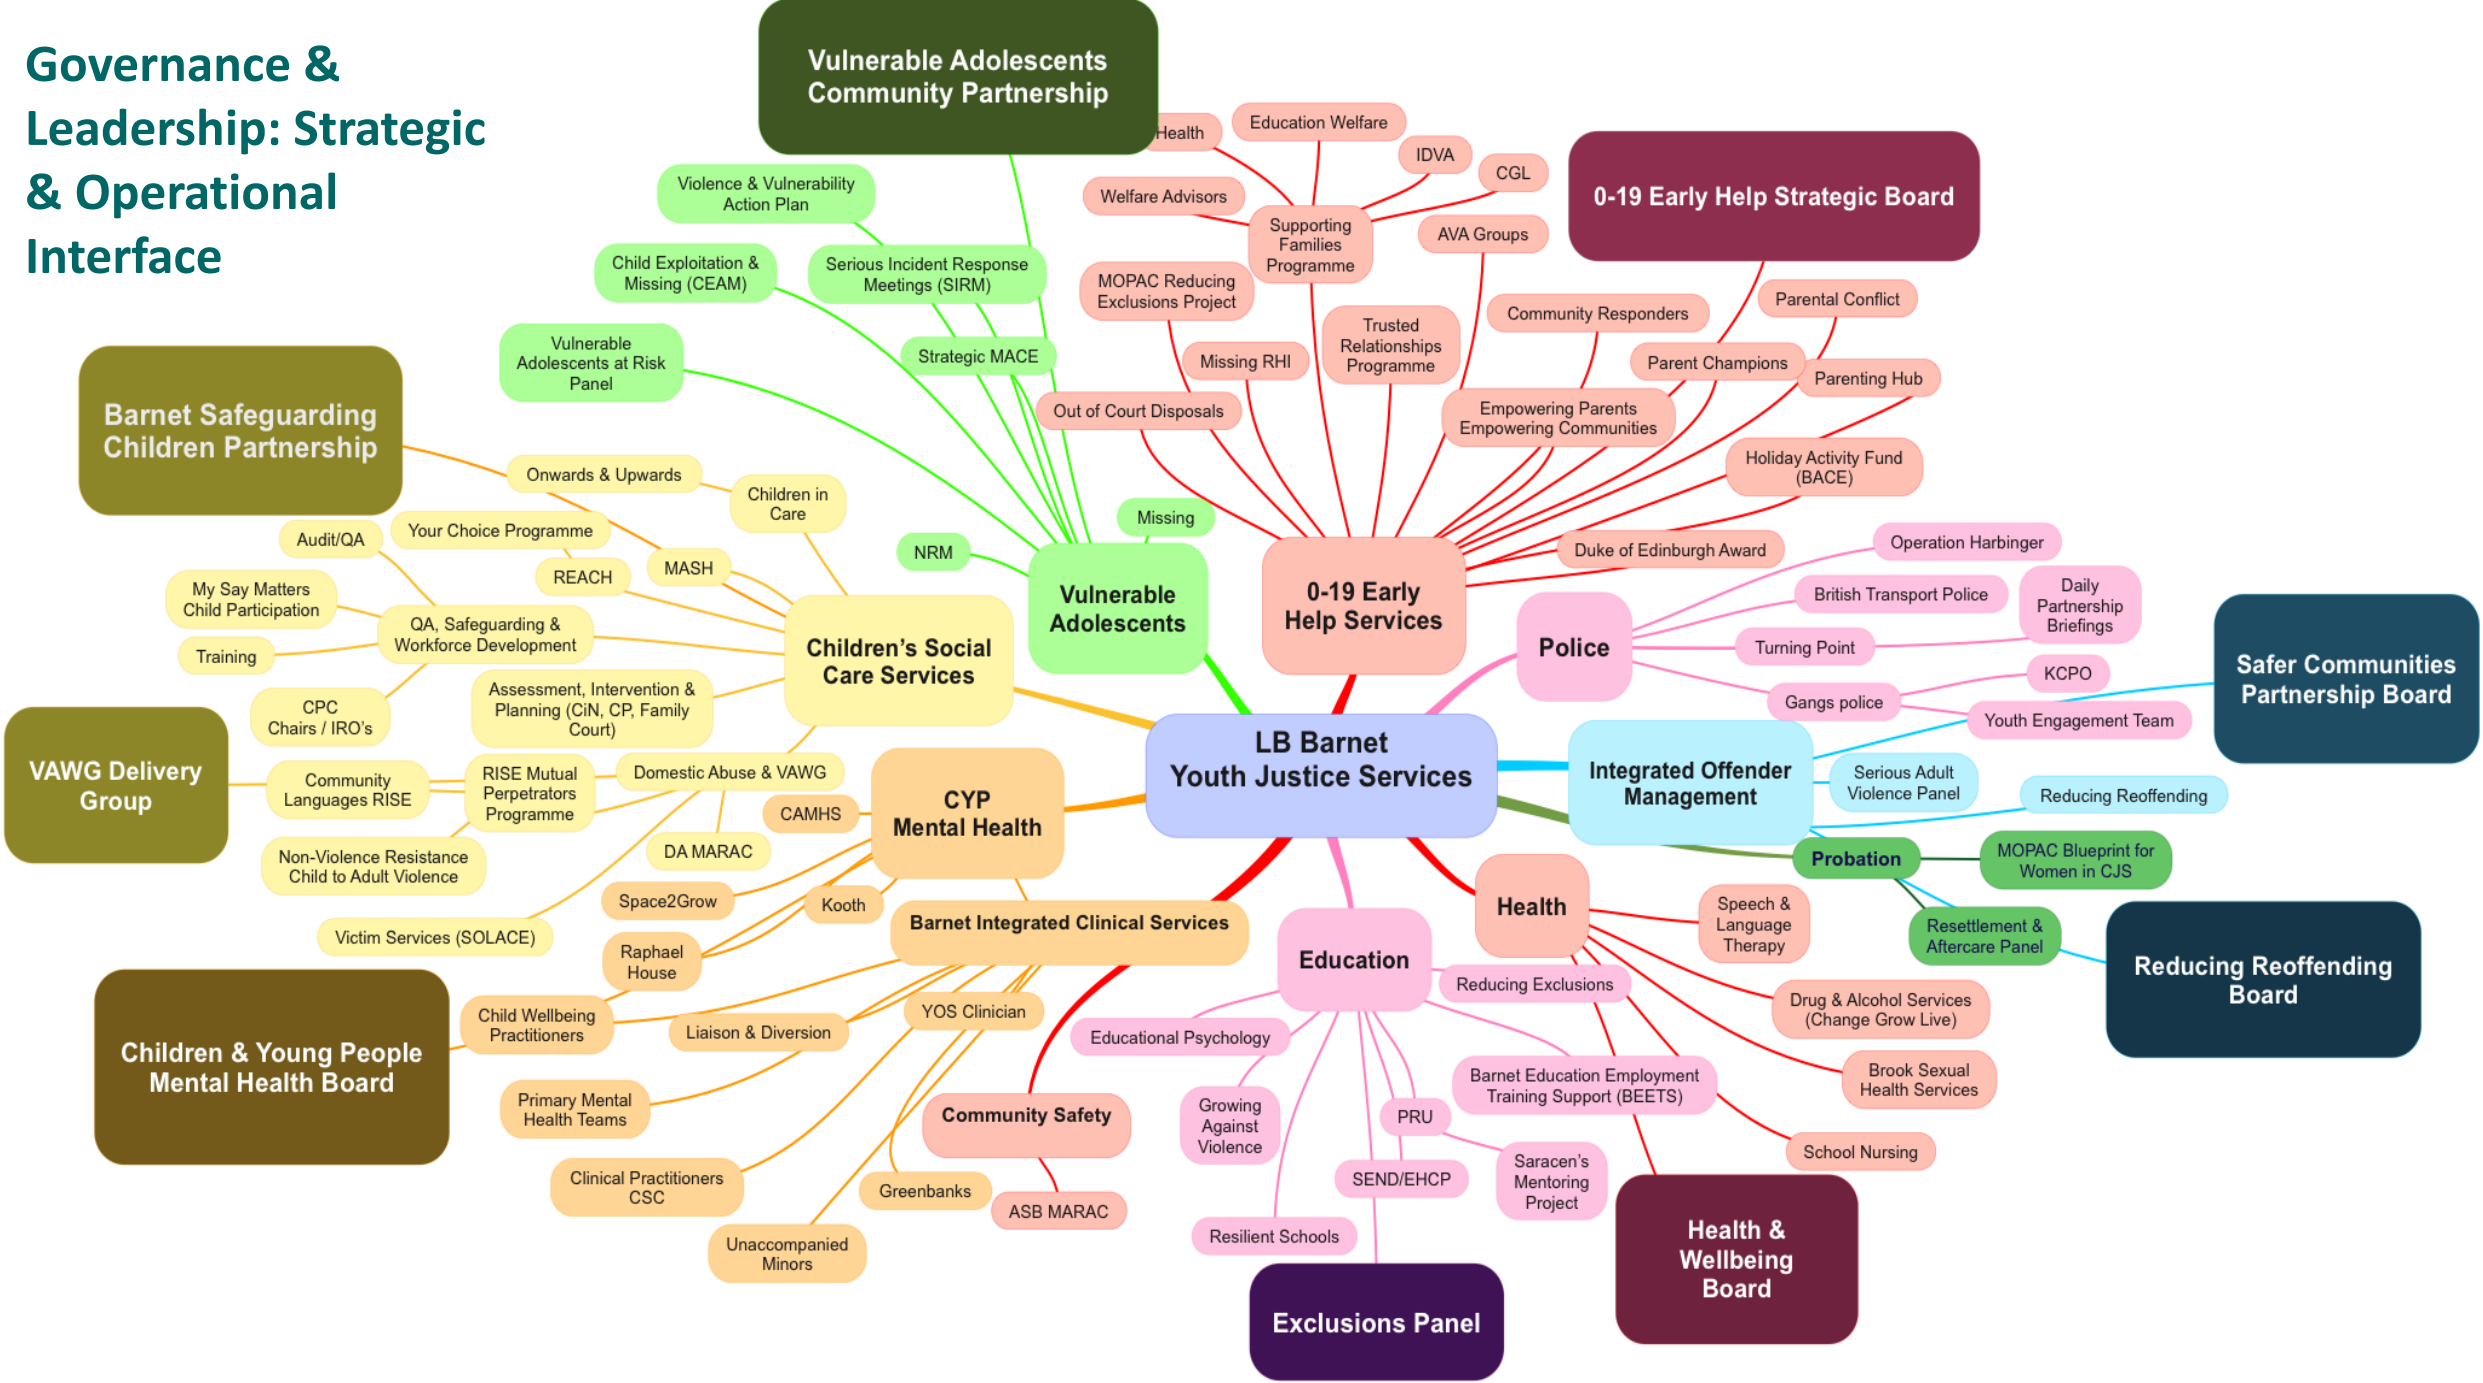 Governance &
Leadership: Strategic
& Operational
Interface
Vulnerable Adolescents
Community Partnership
Health
Education Welfare
IDVA
CGL
Welfare Advisors
Supporting
Families
Programme
AVA Groups
0-19 Early Help Strategic Board
Violence & Vulnerability
Action Plan
Child Exploitation &
Missing (CEAM)
Serious Incident Response
Meetings (SIRM)
MOPAC Reducing
Exclusions Project
Community Responders
Parental Conflict
Vulnerable
Adolescents at Risk
Panel
Strategic MACE
Missing RHI
Trusted
Relationships
Programme
Parent Champions
Parenting Hub
Out of Court Disposals
Empowering Parents
Empowering Communities
Holiday Activity Fund
(BACE)
Duke of Edinburgh Award
Barnet Safeguarding
Children Partnership
Onwards & Upwards
Children in
Care
Your Choice Programme
Audit/QA
REACH
MASH
My Say Matters
Child Participation
QA, Safeguarding &
Workforce Development
Training
CPC
Chairs / IRO's
Assessment, Intervention &
Planning (CiN, CP, Family
Court)
Children’s Social
Care Services
NRM
Missing
Vulnerable
Adolescents
0-19 Early
Help Services
Police
Operation Harbinger
British Transport Police
Daily
Partnership
Briefings
Turning Point
KCPO
Gangs police
Youth Engagement Team
Safer Communities
Partnership Board
VAWG Delivery
Group
Community
Languages RISE
RISE Mutual
Perpetrators
Programme
Domestic Abuse & VAWG
Non-Violence Resistance
Child to Adult Violence
DA MARAC
Victim Services (SOLACE)
LB Barnet
Youth Justice Services
Integrated Offender
Management
Serious Adult
Violence Panel
Reducing Reoffending
Probation
MOPAC Blueprint for
Women in CJS
Resettlement &
Aftercare Panel
Reducing Reoffending
Board
CYP
Mental Health
CAMHS
Space2Grow
Kooth
Raphael
House
Barnet Integrated Clinical Services
Child Wellbeing
Practitioners
Liaison & Diversion
YOS Clinician
Children & Young People
Mental Health Board
Primary Mental
Health Teams
Clinical Practitioners
CSC
Greenbanks
Unaccompanied
Minors
Community Safety
ASB MARAC
Education
Reducing Exclusions
Educational Psychology
Growing
Against
Violence
PRU
Barnet Education Employment
Training Support (BEETS)
SEND/EHCP
Saracen’s
Mentoring
Project
Resilient Schools
Exclusions Panel
Health
Speech &
Language
Therapy
Drug & Alcohol Services
(Change Grow Live)
Brook Sexual
Health Services
School Nursing
Health &
Wellbeing
Board